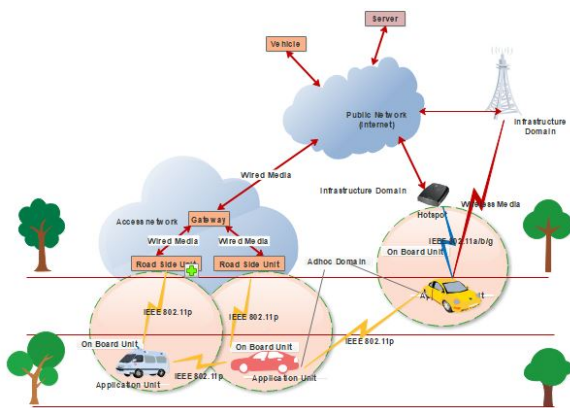 Server
Vehicle
Public Network
(Internet)
Infrastructure
Domain
Wired Media
Infrastructure Domain
Wireless Media
Access network
Gateway
Hotspot
Wired Media
Wired Media
IEEE 802.11a/b/g
On Board Unit
Road Side Unit
Road Side Unit
Adhoc Domain
Application Unit
IEEE 802.11p
IEEE 802.11p
IEEE 802.11p
On Board Unit
On Board Unit
IEEE 802.11p
Application Unit
Application Unit